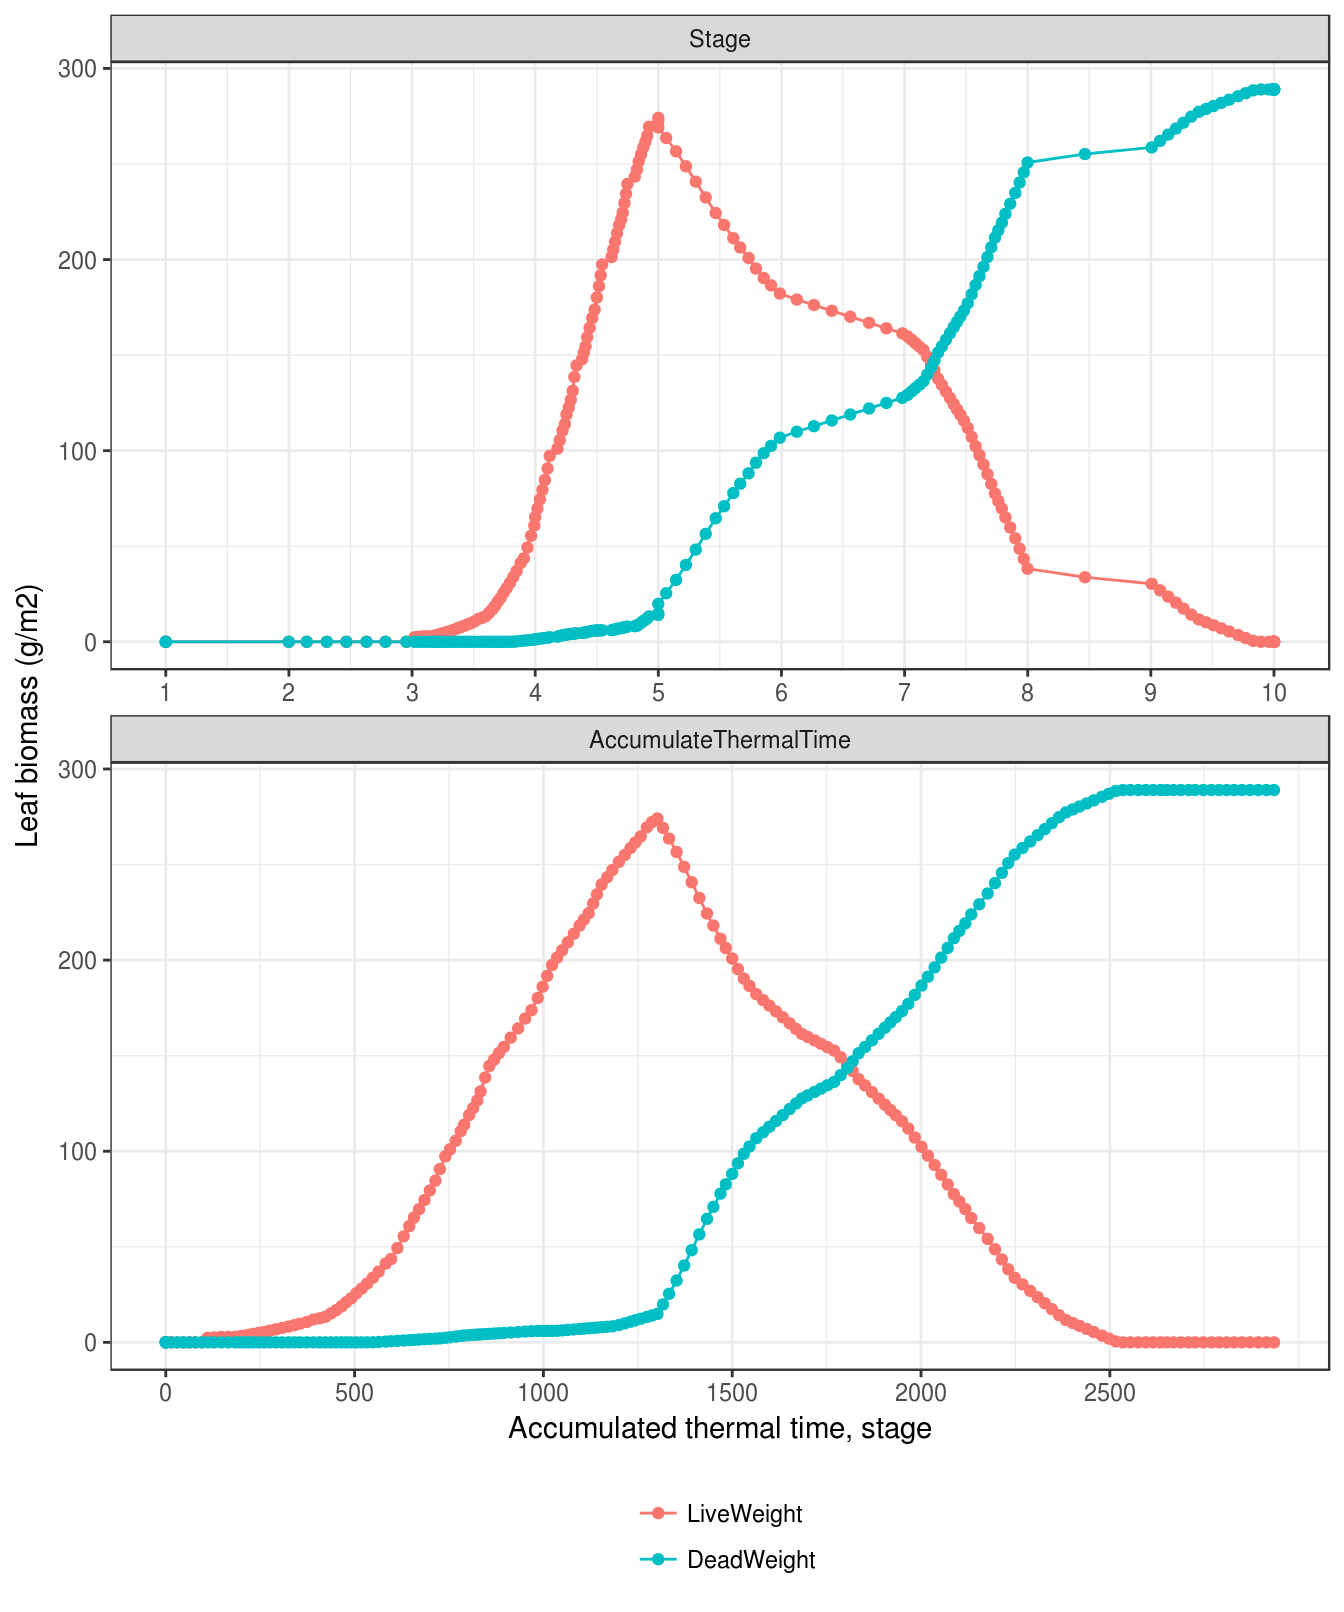 Stage
300
200
100
0
1 2 3 4 5 6 7 8 9 10
Leaf biomass (g/m2)
AccumulateThermalTime
300
200
100
0
0 500 1000 1500 2000 2500
Accumulated thermal time, stage
LiveWeight
DeadWeight